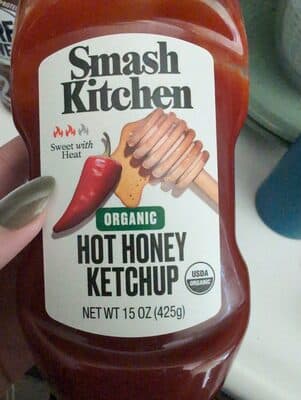 Smash
Kitchen
Sweet with
Heat
ORGANIC
HOT HONEY
KETCHUP
USDA
ORGANIC
NET WT 15 OZ (425g)